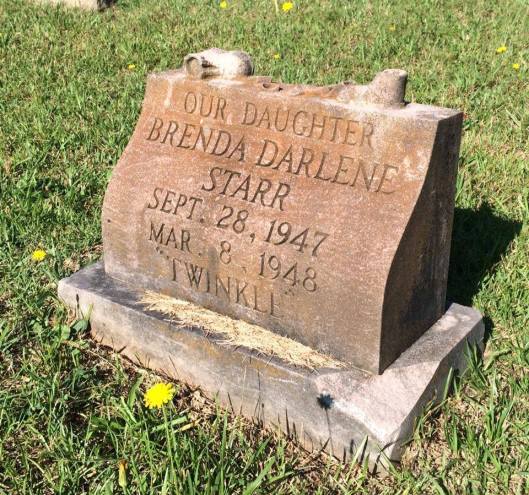 OUR DAUGHTER
BRENDA DARLENE
STARR
SEPT. 28, 1947
MAR. 8, 1948
"TWINKLE"